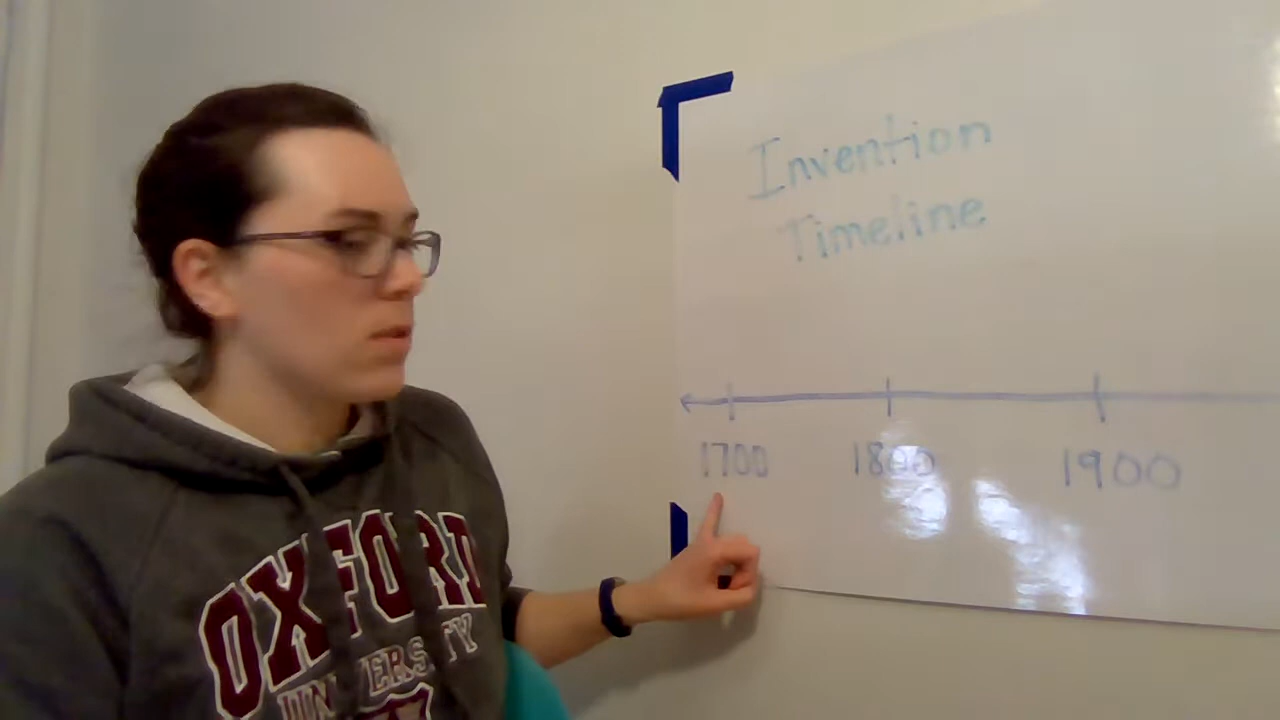 Invention
Timeline
1700 1800 1900
OXFORD
UNIVERSITY